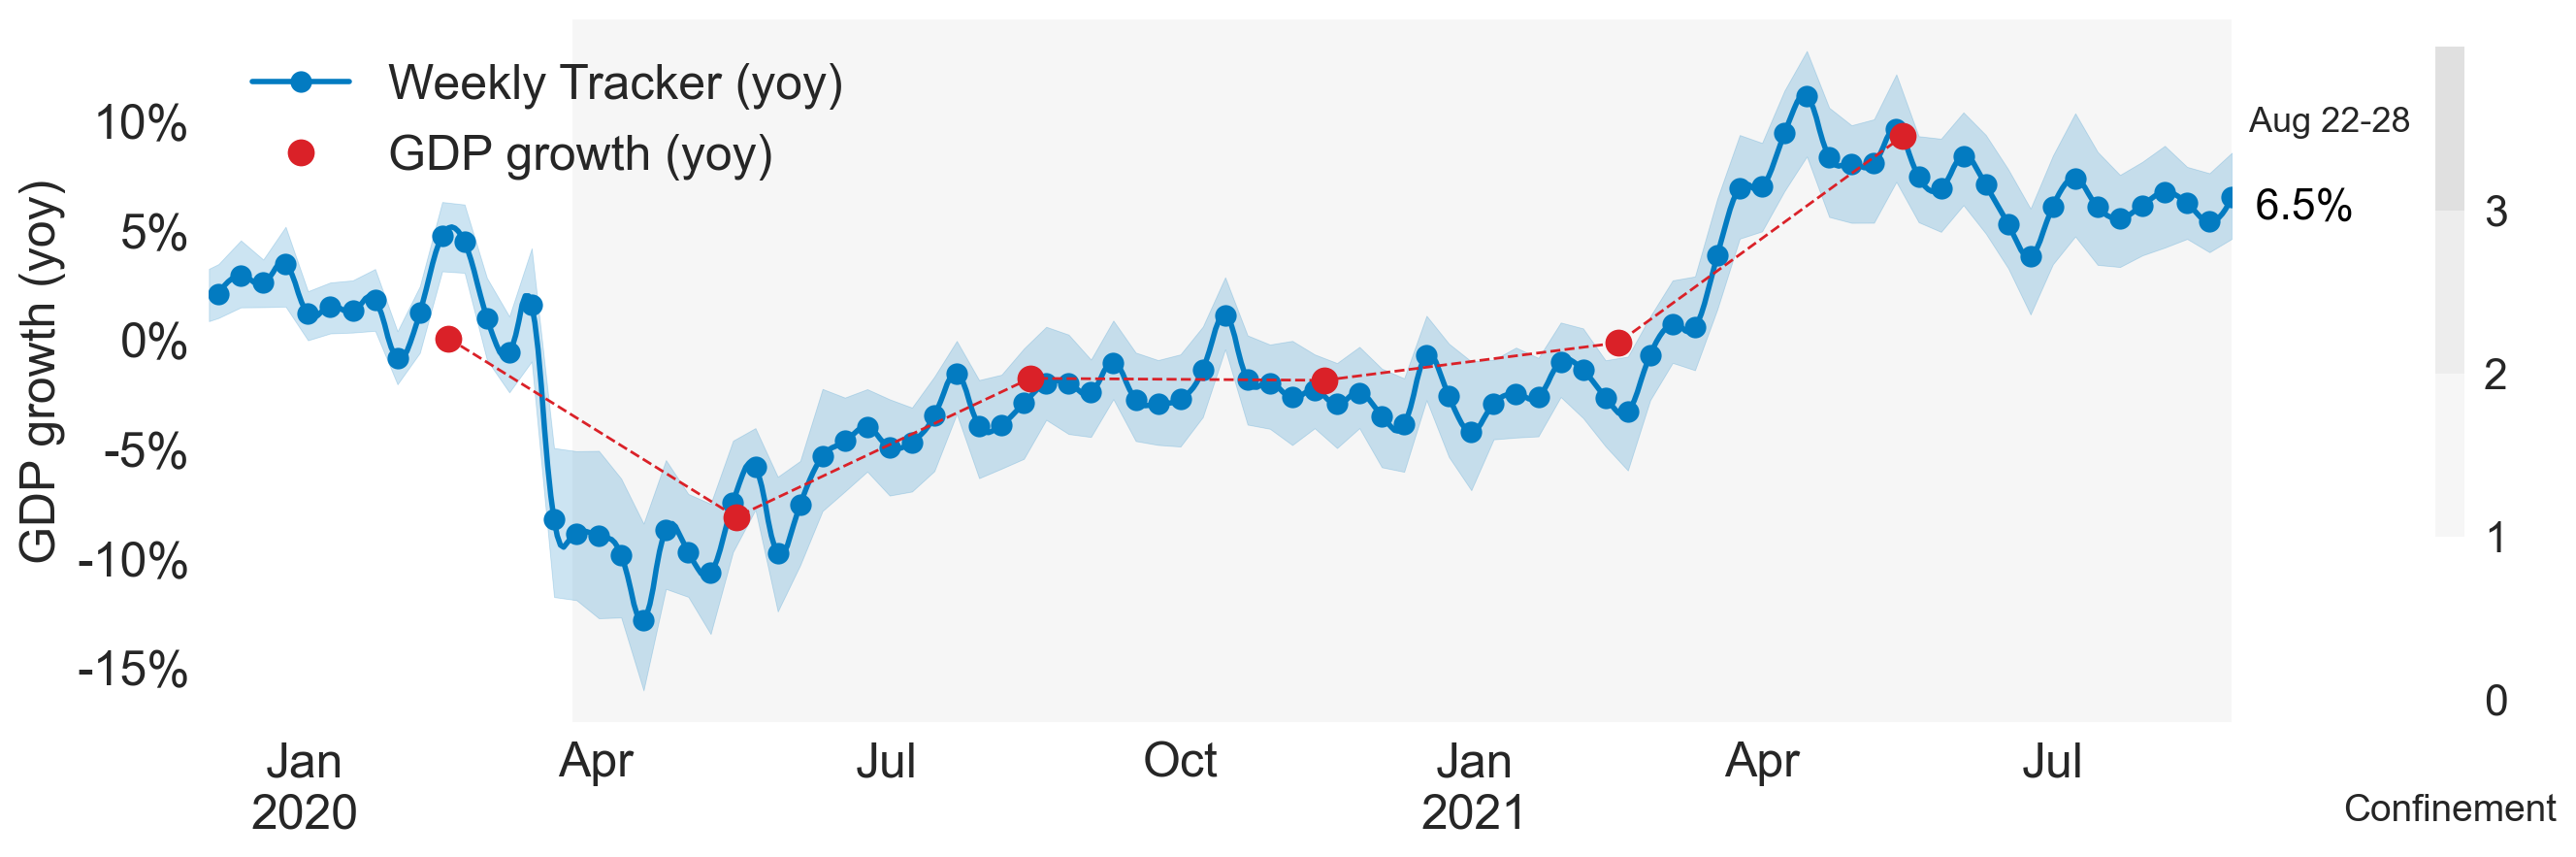 Weekly Tracker (yoy)
GDP growth (yoy)
GDP growth (yoy)
10%
5%
0%
-5%
-10%
-15%
Jan
2020
Apr
Jul
Oct
Jan
2021
Apr
Jul
Aug 22-28
6.5%
3
2
1
0
Confinement